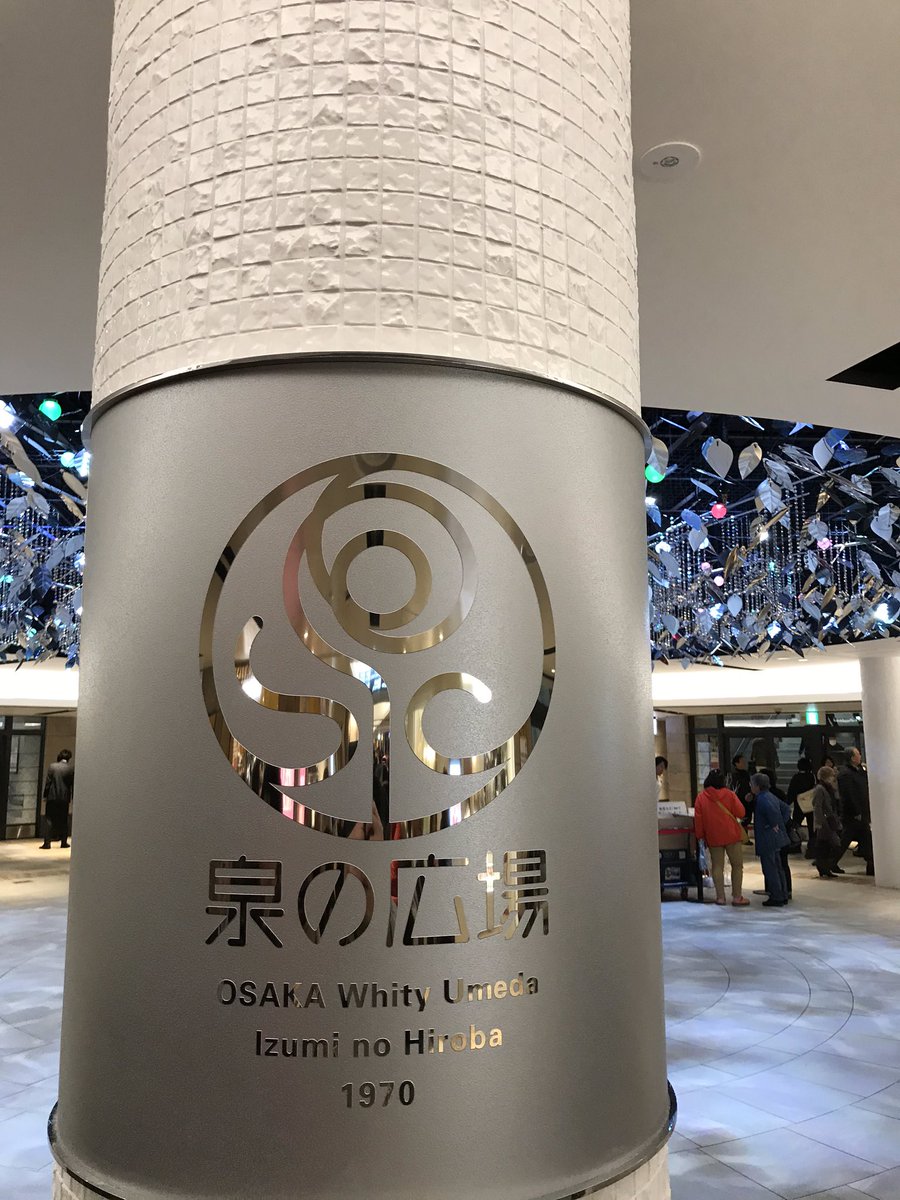 泉の広場
OSAKA Whity Umeda
Izumi no Hiroba
1970